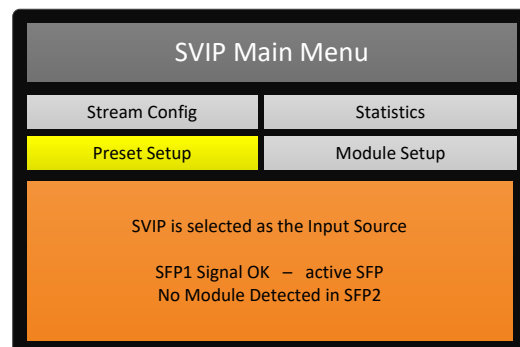 SVIP Main Menu
Stream Config
Statistics
Preset Setup
Module Setup
SVIP is selected as the Input Source
SFP1 Signal OK – active SFP
No Module Detected in SFP2